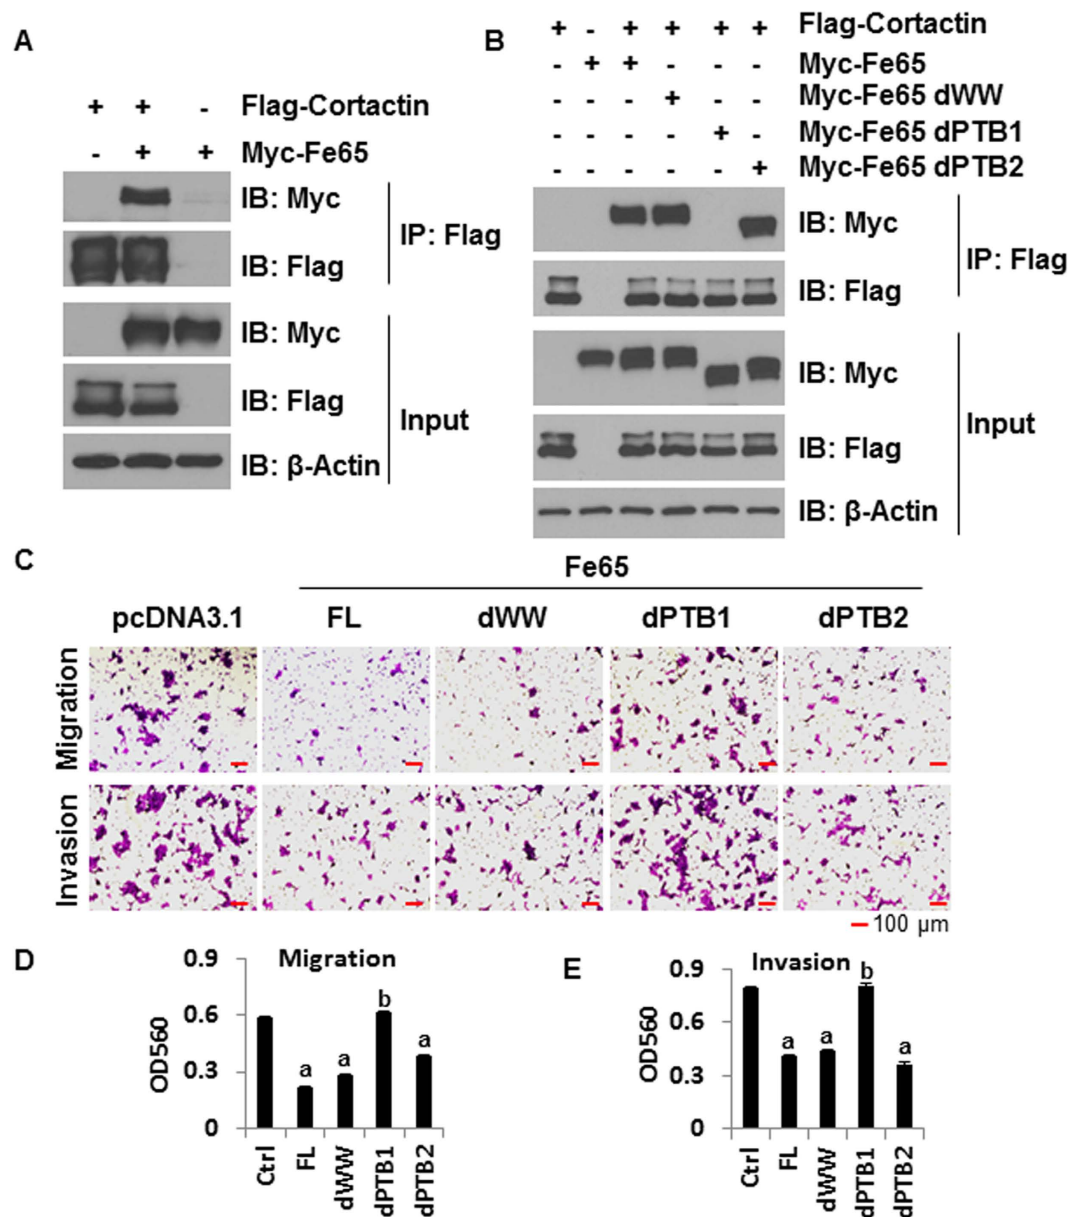 A
+ + - Flag-Cortactin
- + + Myc-Fe65
IB: Myc
IB: Flag
IP: Flag
IB: Myc
IB: Flag
IB: β-Actin
Input
B
+ - + + + + Flag-Cortactin
- + + - - - Myc-Fe65
- - - + - - Myc-Fe65 dWW
- - - - + - Myc-Fe65 dPTB1
- - - - - + Myc-Fe65 dPTB2
IB: Myc
IB: Flag
IP: Flag
IB: Myc
IB: Flag
IB: β-Actin
Input
C
Fe65
pcDNA3.1 FL dWW dPTB1 dPTB2
Migration
Invasion
100 µm
D
Migration
OD560
0.9
0.6
0.3
0
a a b a
Ctrl FL dWW dPTB1 dPTB2
E
Invasion
OD560
0.9
0.6
0.3
0
a a b a
Ctrl FL dWW dPTB1 dPTB2